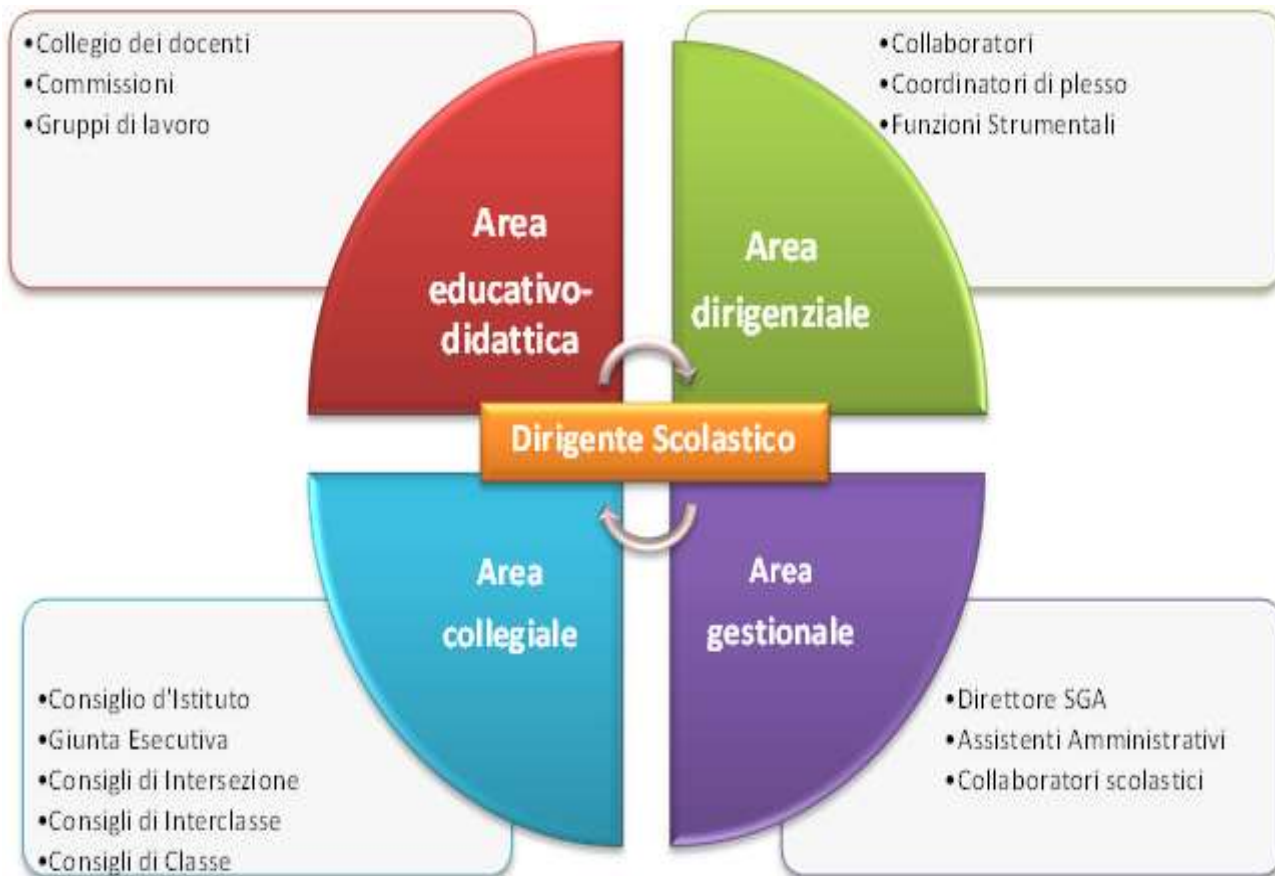 •Collegio dei docenti
•Commissioni
•Gruppi di lavoro
•Collaboratori
•Coordinatori di plesso
•Funzioni Strumentali
Area
educativo-
didattica
Area
dirigenziale
Dirigente Scolastico
Area
collegiale
Area
gestionale
•Consiglio d'Istituto
•Giunta Esecutiva
•Consigli di Intersezione
•Consigli di Interclasse
•Consigli di Classe
•Direttore SGA
•Assistenti Amministrativi
•Collaboratori scolastici